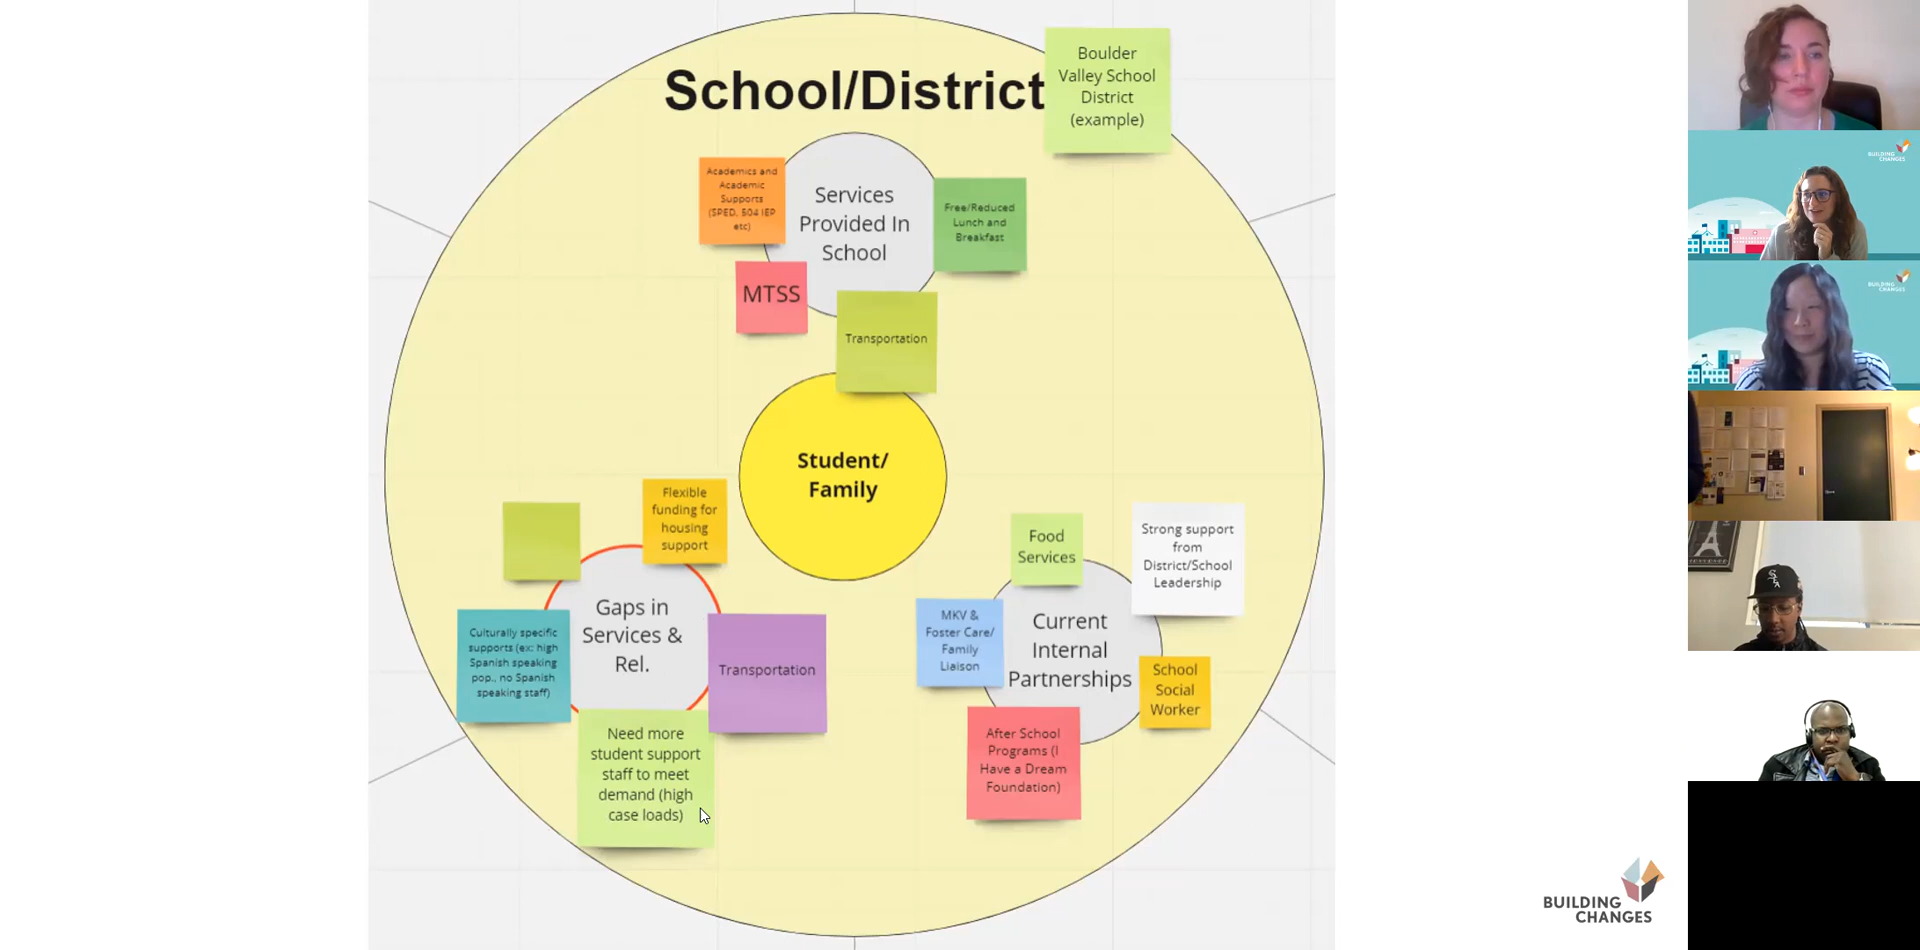 School/District
Boulder
Valley School
District
(example)
Academics and
Academic
Supports
(SPED, 504 IEP
etc)
Services
Provided In
School
Free/Reduced
Lunch and
Breakfast
MTSS
Transportation
Student/
Family
Flexible
funding for
housing
support
Gaps in
Services &
Rel.
Culturally specific
supports (ex: high
Spanish speaking
pop., no Spanish
speaking staff)
Transportation
Need more
student support
staff to meet
demand (high
case loads)
Food
Services
Strong support
from
District/School
Leadership
MKV &
Foster Care/
Family
Liaison
Current
Internal
Partnerships
School
Social
Worker
After School
Programs (I
Have a Dream
Foundation)
BUILDING
CHANGES
BUILDING
CHANGES
BUILDING
CHANGES